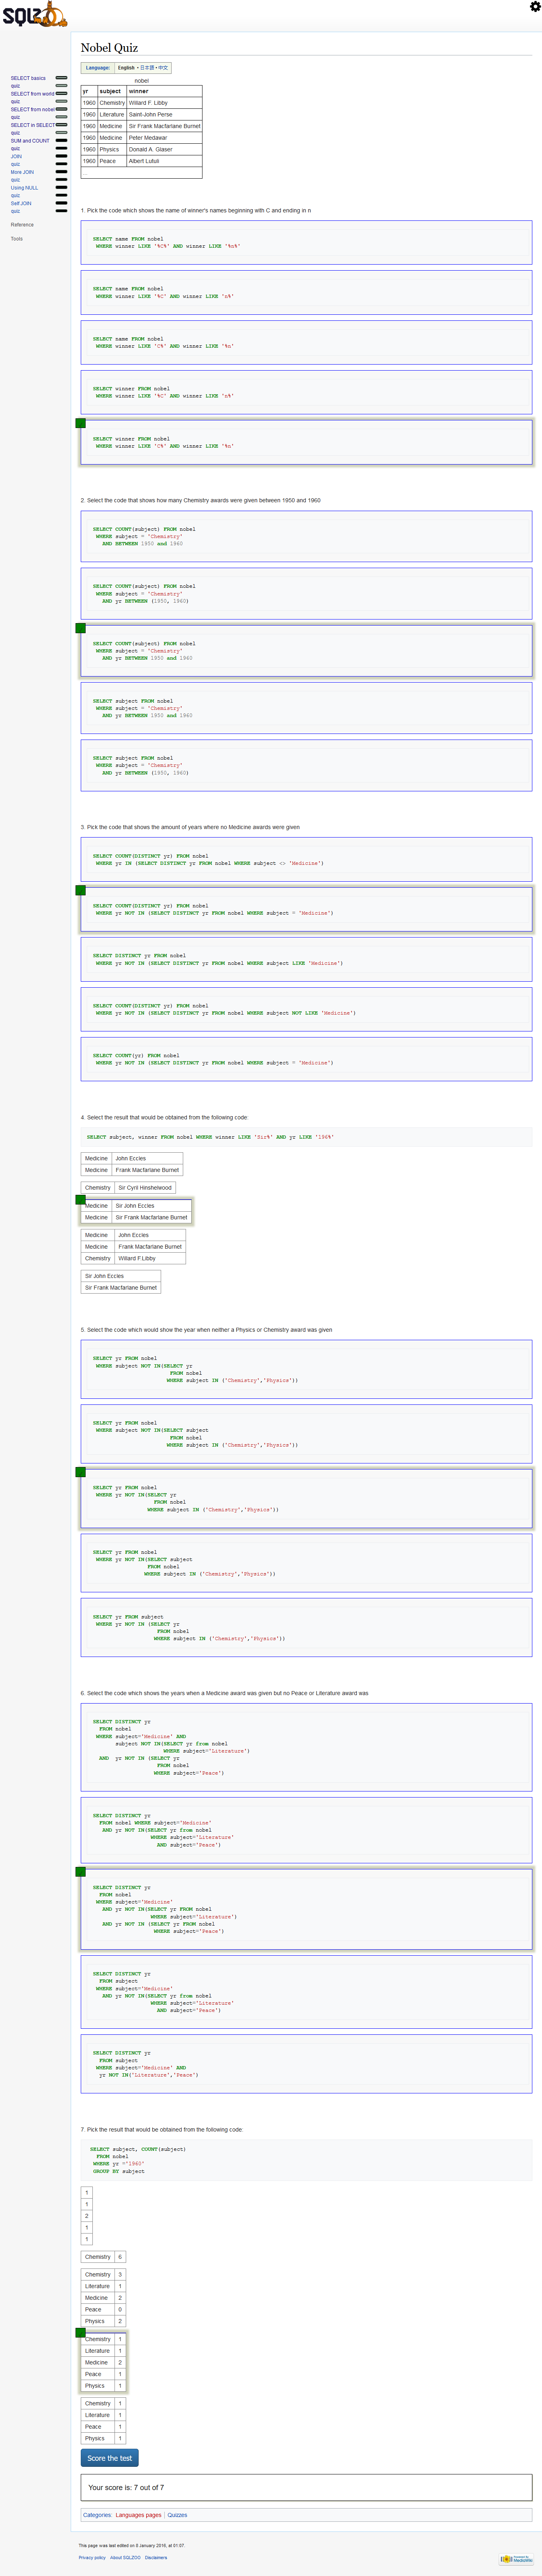 SQLZOO
SELECT basics
quiz
SELECT from world
quiz
SELECT from nobel
quiz
SELECT in SELECT
quiz
SUM and COUNT
quiz
JOIN
quiz
More JOIN
quiz
Using NULL
quiz
Self JOIN
quiz
Reference
Tools
Nobel Quiz
Language: English • 日本語 • 中文
nobel
yr subject winner
1960 Chemistry Willard F. Libby
1960 Literature Saint-John Perse
1960 Medicine Sir Frank Macfarlane Burnet
1960 Medicine Peter Medawar
1960 Physics Donald A. Glaser
1960 Peace Albert Lutuli
...
1. Pick the code which shows the name of winner's names beginning with C and ending in n
SELECT name FROM nobel
WHERE winner LIKE '%C%' AND winner LIKE '%n%'
SELECT name FROM nobel
WHERE winner LIKE '%C' AND winner LIKE 'n%'
SELECT name FROM nobel
WHERE winner LIKE 'C%' AND winner LIKE '%n'
SELECT winner FROM nobel
WHERE winner LIKE '%C' AND winner LIKE 'n%'
SELECT winner FROM nobel
WHERE winner LIKE 'C%' AND winner LIKE '%n'
2. Select the code that shows how many Chemistry awards were given between 1950 and 1960
SELECT COUNT(subject) FROM nobel
WHERE subject = 'Chemistry'
AND BETWEEN 1950 and 1960
SELECT COUNT(subject) FROM nobel
WHERE subject = 'Chemistry'
AND yr BETWEEN (1950, 1960)
SELECT COUNT(subject) FROM nobel
WHERE subject = 'Chemistry'
AND yr BETWEEN 1950 and 1960
SELECT subject FROM nobel
WHERE subject = 'Chemistry'
AND yr BETWEEN 1950 and 1960
SELECT subject FROM nobel
WHERE subject = 'Chemistry'
AND yr BETWEEN (1950, 1960)
3. Pick the code that shows the amount of years where no Medicine awards were given
SELECT COUNT(DISTINCT yr) FROM nobel
WHERE yr IN (SELECT DISTINCT yr FROM nobel WHERE subject <> 'Medicine')
SELECT COUNT(DISTINCT yr) FROM nobel
WHERE yr NOT IN (SELECT DISTINCT yr FROM nobel WHERE subject = 'Medicine')
SELECT DISTINCT yr FROM nobel
WHERE yr NOT IN (SELECT DISTINCT yr FROM nobel WHERE subject LIKE 'Medicine')
SELECT COUNT(DISTINCT yr) FROM nobel
WHERE yr NOT IN (SELECT DISTINCT yr FROM nobel WHERE subject NOT LIKE 'Medicine')
SELECT COUNT(yr) FROM nobel
WHERE yr NOT IN (SELECT DISTINCT yr FROM nobel WHERE subject = 'Medicine')
4. Select the result that would be obtained from the following code:
SELECT subject, winner FROM nobel WHERE winner LIKE 'Sir%' AND yr LIKE '196%'
Medicine John Eccles
Medicine Frank Macfarlane Burnet
Chemistry Sir Cyril Hinshelwood
Medicine Sir John Eccles
Medicine Sir Frank Macfarlane Burnet
Medicine John Eccles
Medicine Frank Macfarlane Burnet
Chemistry Willard F.Libby
Sir John Eccles
Sir Frank Macfarlane Burnet
5. Select the code which would show the year when neither a Physics or Chemistry award was given
SELECT yr FROM nobel
WHERE subject NOT IN(SELECT yr
FROM nobel
WHERE subject IN ('Chemistry','Physics'))
SELECT yr FROM nobel
WHERE subject NOT IN(SELECT subject
FROM nobel
WHERE subject IN ('Chemistry','Physics'))
SELECT yr FROM nobel
WHERE yr NOT IN(SELECT yr
FROM nobel
WHERE subject IN ('Chemistry','Physics'))
SELECT yr FROM nobel
WHERE yr NOT IN(SELECT subject
FROM nobel
WHERE subject IN ('Chemistry','Physics'))
SELECT yr FROM subject
WHERE yr NOT IN (SELECT yr
FROM nobel
WHERE subject IN ('Chemistry','Physics'))
6. Select the code which shows the years when a Medicine award was given but no Peace or Literature award was
SELECT DISTINCT yr
FROM nobel
WHERE subject='Medicine' AND
subject NOT IN(SELECT yr from nobel
WHERE subject='Literature')
AND yr NOT IN (SELECT yr
FROM nobel
WHERE subject='Peace')
SELECT DISTINCT yr
FROM nobel WHERE subject='Medicine'
AND yr NOT IN(SELECT yr from nobel
WHERE subject='Literature'
AND subject='Peace')
SELECT DISTINCT yr
FROM nobel
WHERE subject='Medicine'
AND yr NOT IN(SELECT yr FROM nobel
WHERE subject='Literature')
AND yr NOT IN (SELECT yr FROM nobel
WHERE subject='Peace')
SELECT DISTINCT yr
FROM subject
WHERE subject='Medicine'
AND yr NOT IN(SELECT yr from nobel
WHERE subject='Literature'
AND subject='Peace')
SELECT DISTINCT yr
FROM subject
WHERE subject='Medicine' AND
yr NOT IN('Literature','Peace')
7. Pick the result that would be obtained from the following code:
SELECT subject, COUNT(subject)
FROM nobel
WHERE yr ='1960'
GROUP BY subject
1
1
2
1
1
Chemistry 6
Chemistry 3
Literature 1
Medicine 2
Peace 0
Physics 2
Chemistry 1
Literature 1
Medicine 2
Peace 1
Physics 1
Chemistry 1
Literature 1
Peace 1
Physics 1
Score the test
Your score is: 7 out of 7
Categories: Languages pages | Quizzes
This page was last edited on 8 January 2016, at 01:07.
Privacy policy About SQLZOO Disclaimers
MediaWiki